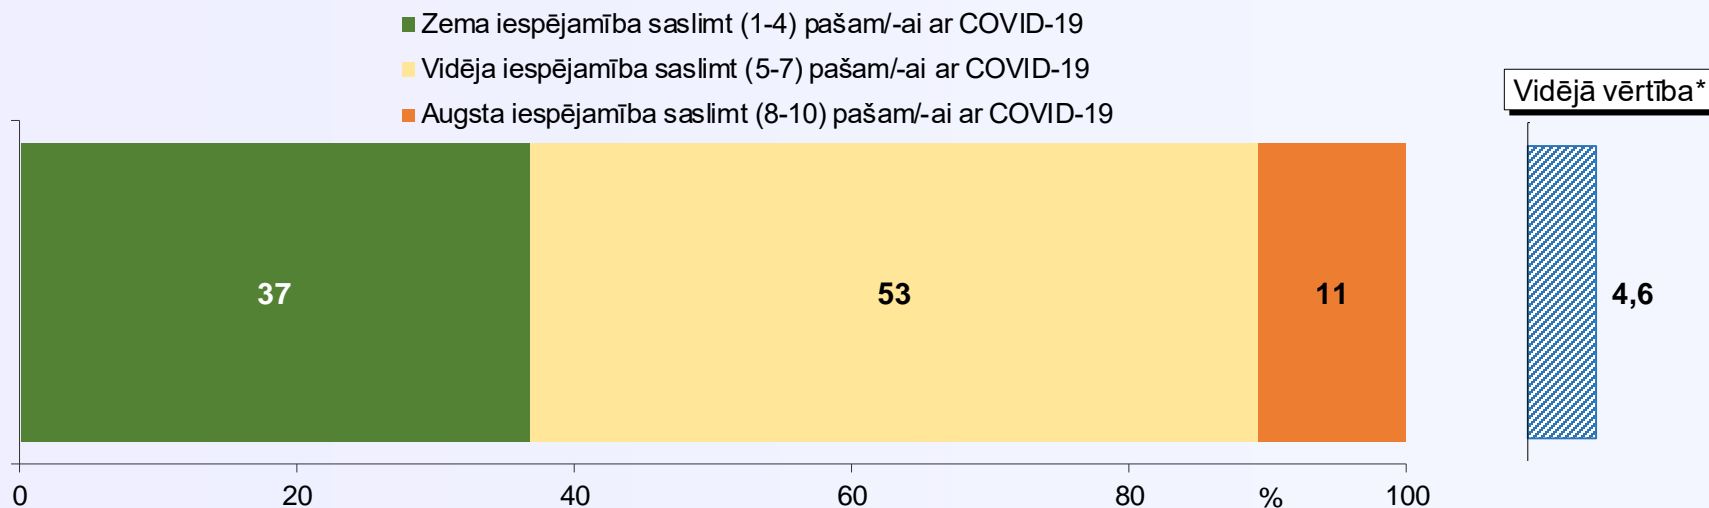 Zema iespējamība saslimt (1-4) pašam/-ai ar COVID-19
Vidēja iespējamība saslimt (5-7) pašam/-ai ar COVID-19
Augsta iespējamība saslimt (8-10) pašam/-ai ar COVID-19
Vidējā vērtība*
37 53 11 4,6
0 20 40 60 80 % 100